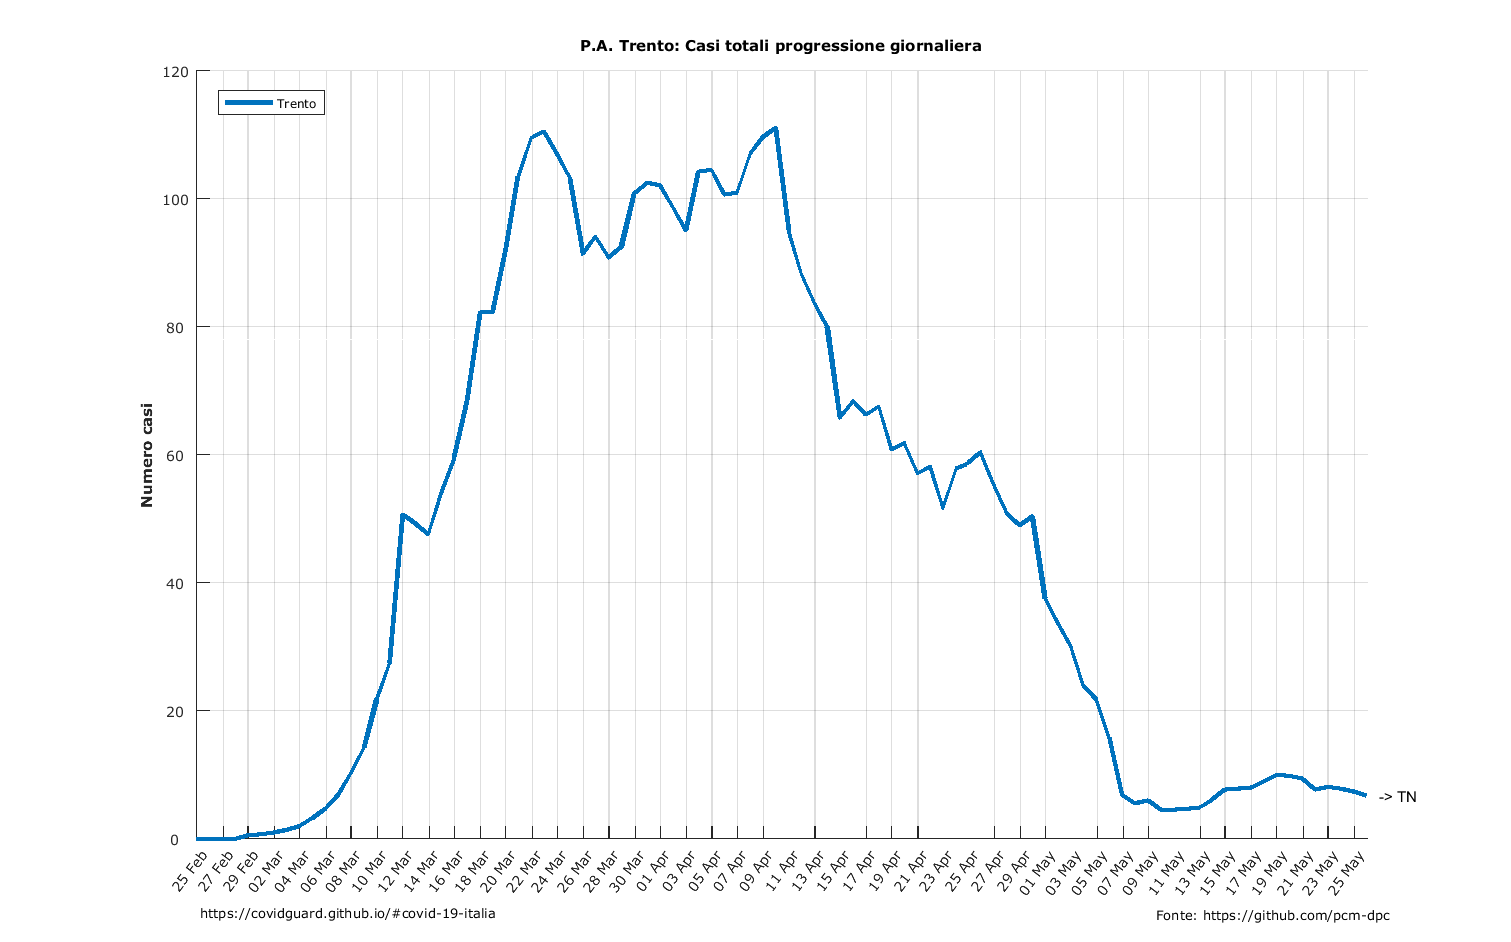 P.A. Trento: Casi totali progressione giornaliera
Trento
Numero casi
120
100
80
60
40
20
0
-> TN
25 Feb
27 Feb
29 Feb
02 Mar
04 Mar
06 Mar
08 Mar
10 Mar
12 Mar
14 Mar
16 Mar
18 Mar
20 Mar
22 Mar
24 Mar
26 Mar
28 Mar
30 Mar
01 Apr
03 Apr
05 Apr
07 Apr
09 Apr
11 Apr
13 Apr
15 Apr
17 Apr
19 Apr
21 Apr
23 Apr
25 Apr
27 Apr
29 Apr
01 May
03 May
05 May
07 May
09 May
11 May
13 May
15 May
17 May
19 May
21 May
23 May
25 May
https://covidguard.github.io/#covid-19-italia
Fonte: https://github.com/pcm-dpc